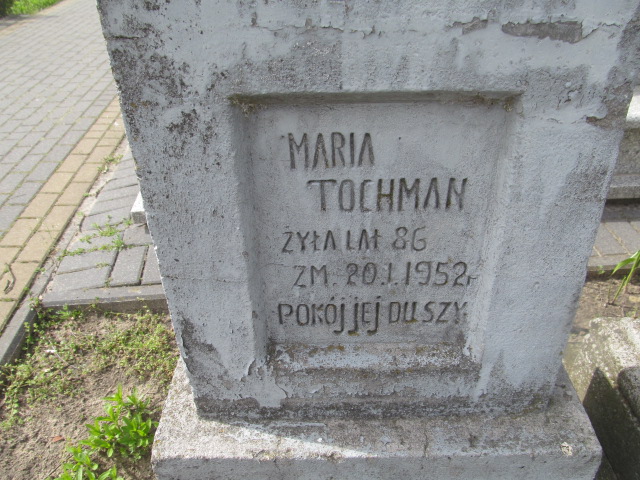 MARIA
TOCHMAN
ŻYŁA LAT 86
ZM. 20.I.1952r
POKÓJ JEJ DUSZY.